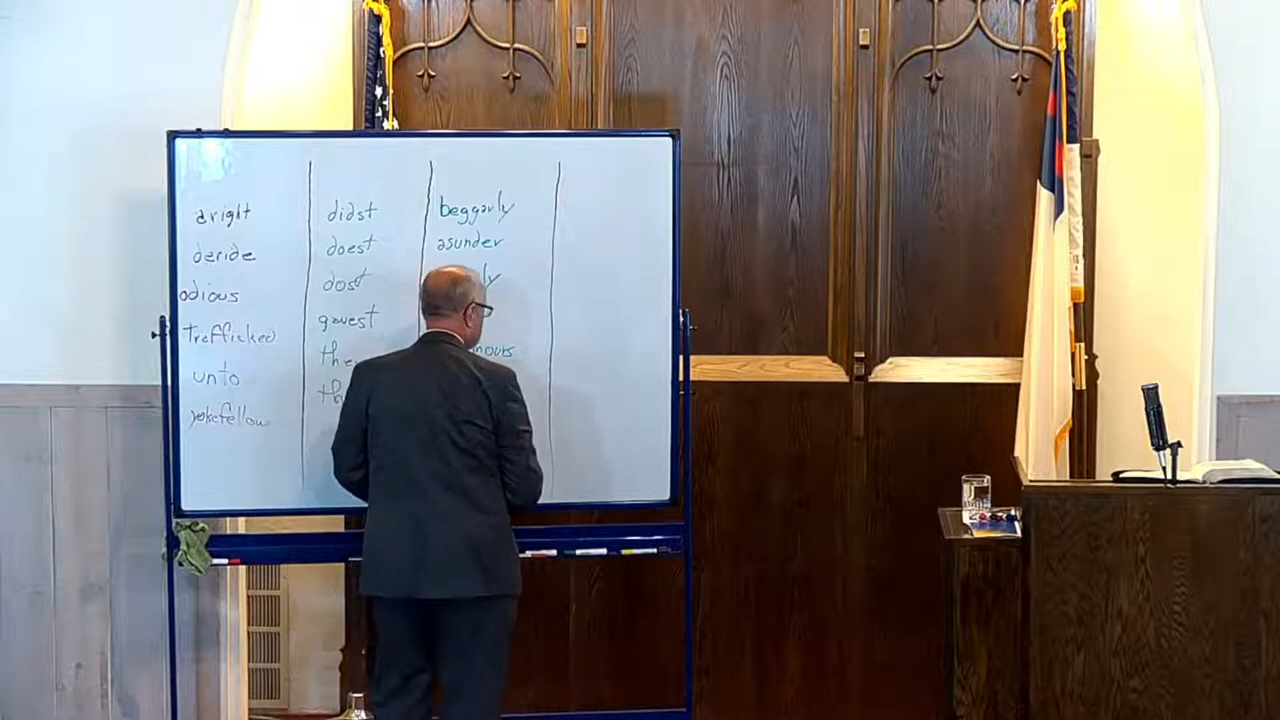 aright
deride
odious
trafficked
unto
yokefellow
didst
doest
dost
gavest
beggarly
asunder